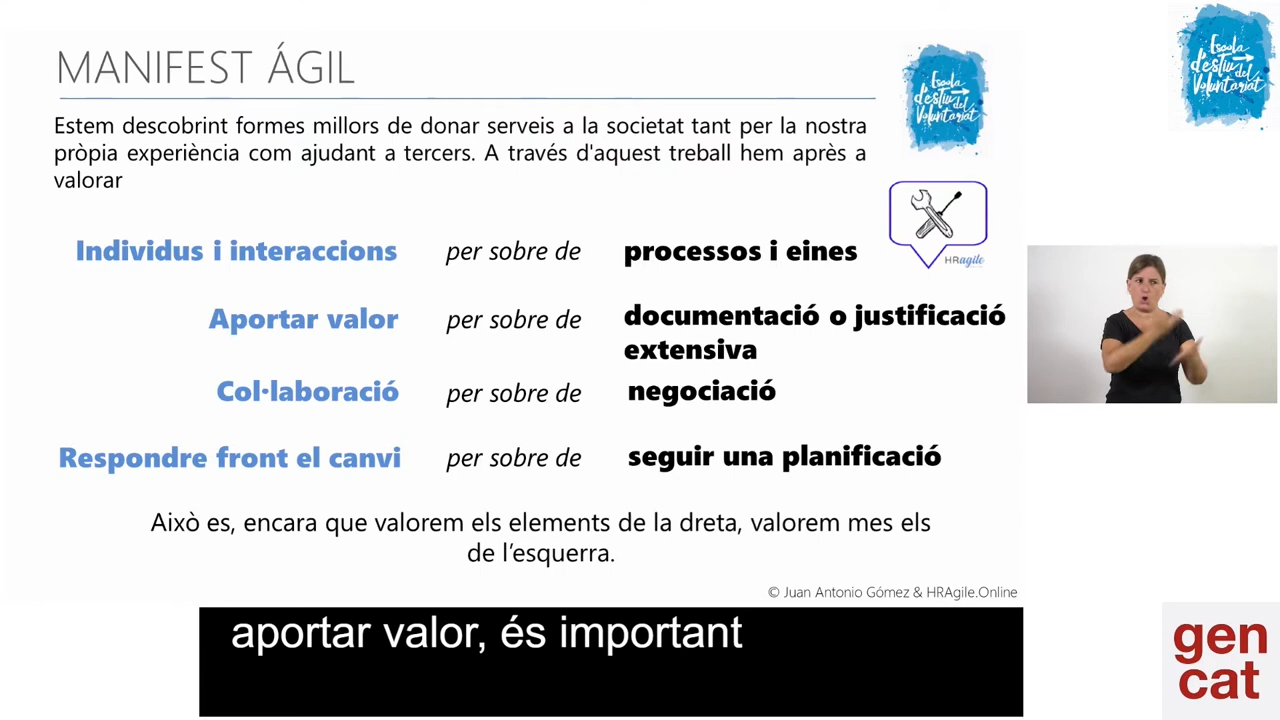 MANIFEST ÁGIL
Estem descobrint formes millors de donar serveis a la societat tant per la nostra
pròpia experiència com ajudant a tercers. A través d'aquest treball hem après a
valorar
Individus i interaccions per sobre de processos i eines
Aportar valor per sobre de documentació o justificació
extensiva
Col·laboració per sobre de negociació
Respondre front el canvi per sobre de seguir una planificació
Això es, encara que valorem els elements de la dreta, valorem mes els
de l’esquerra.
© Juan Antonio Gómez & HRAgile.Online
aportar valor, és important
Escola
d'estiu
del
Voluntariat
HRagile
Escola
d'estiu
del
Voluntariat
gen
cat